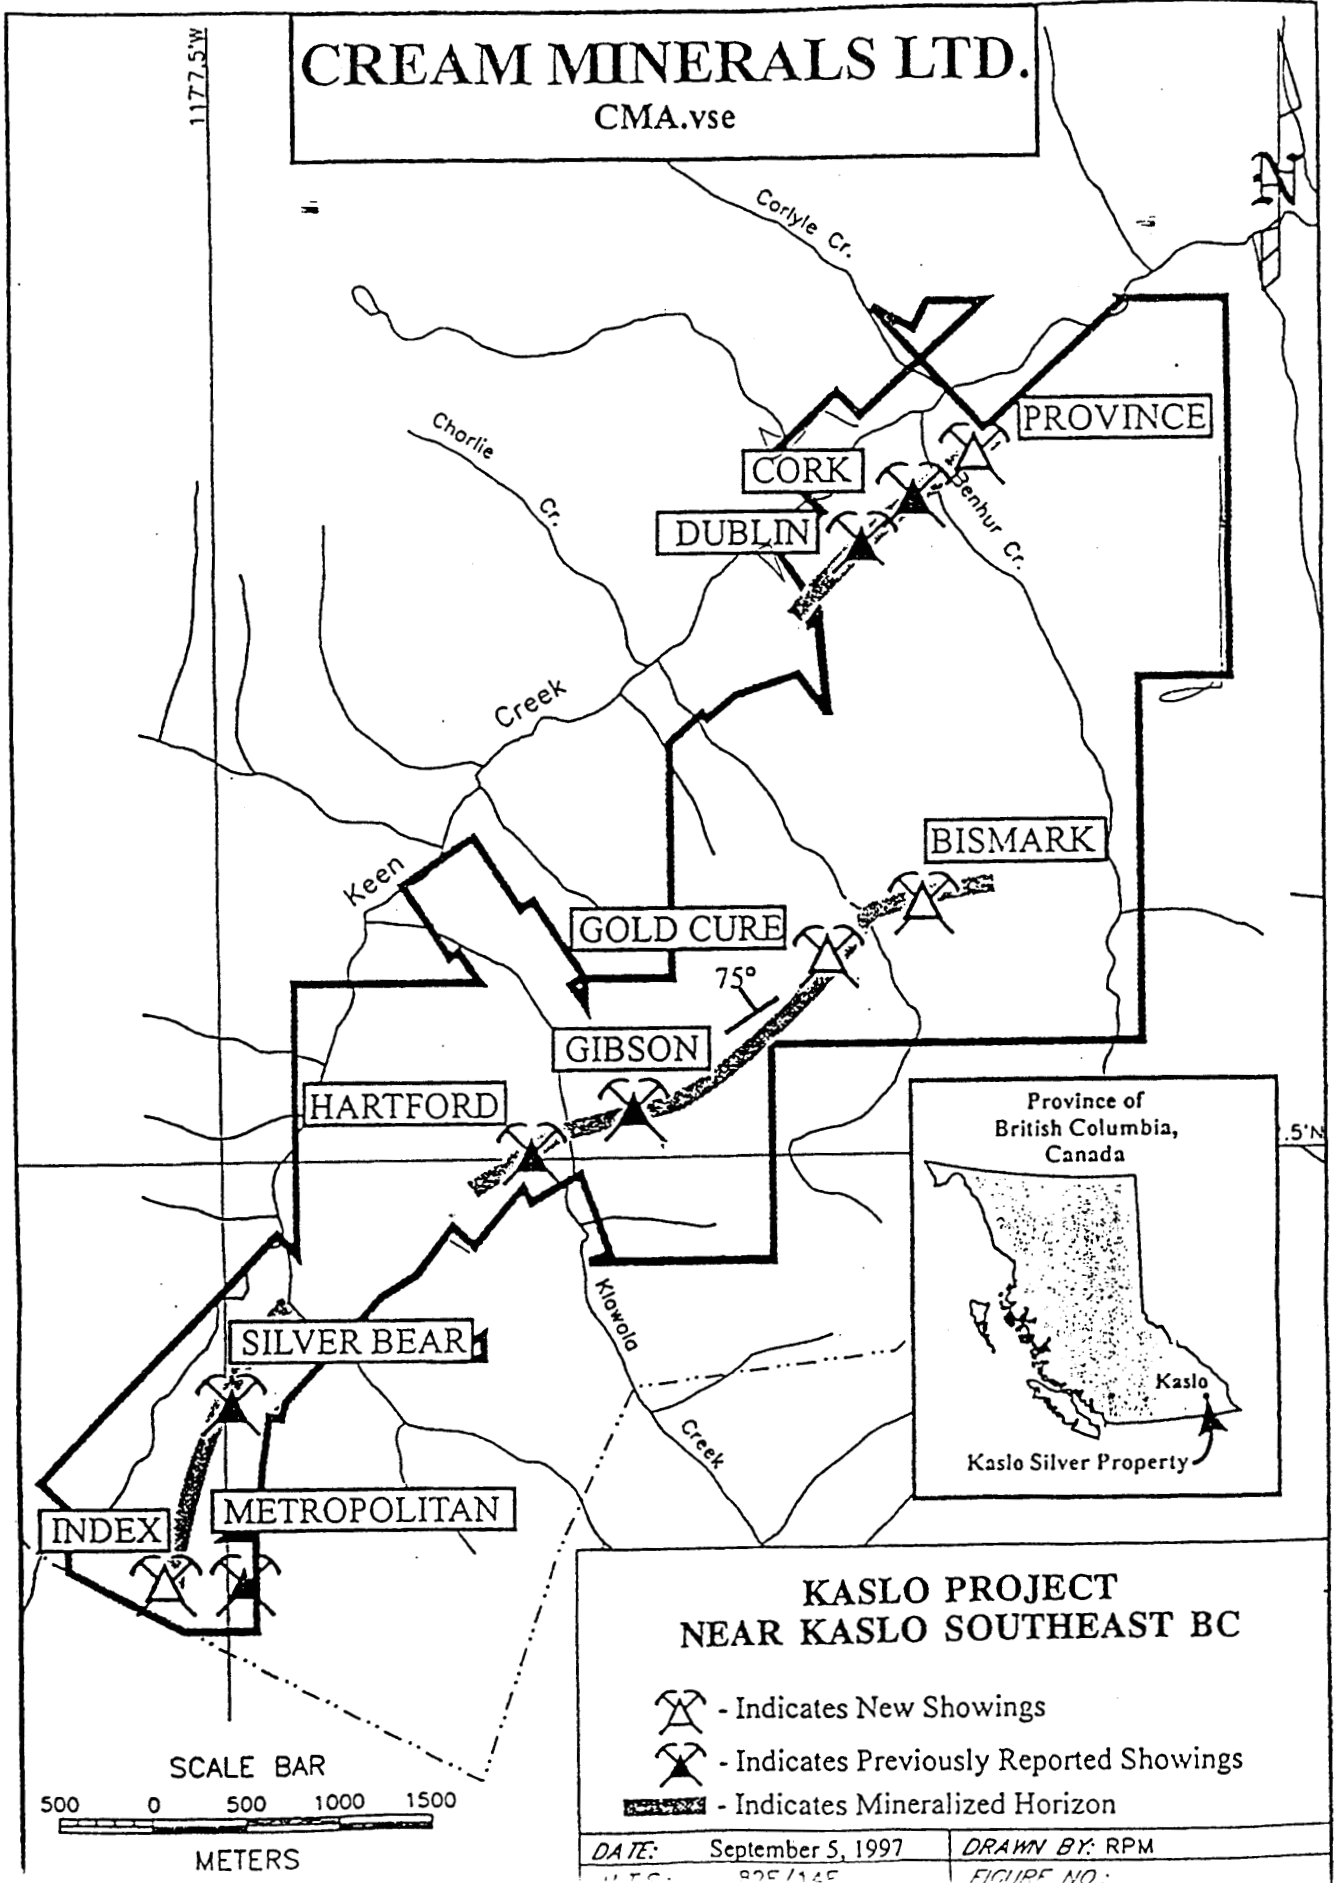 CREAM MINERALS LTD.
CMA.vse
117°7.5'W
N
Corlyle Cr.
PROVINCE
Chorlie Cr.
CORK
DUBLIN
Benhur Cr.
Creek
BISMARK
Keen
GOLD CURE
75°
GIBSON
HARTFORD
Province of
British Columbia,
Canada
.5'N
Klowola
SILVER BEAR
Kaslo
Creek
Kaslo Silver Property
METROPOLITAN
INDEX
KASLO PROJECT
NEAR KASLO SOUTHEAST BC
- Indicates New Showings
- Indicates Previously Reported Showings
- Indicates Mineralized Horizon
SCALE BAR
500 0 500 1000 1500
METERS
DATE: September 5, 1997
DRAWN BY: RPM
FIGURE NO.: